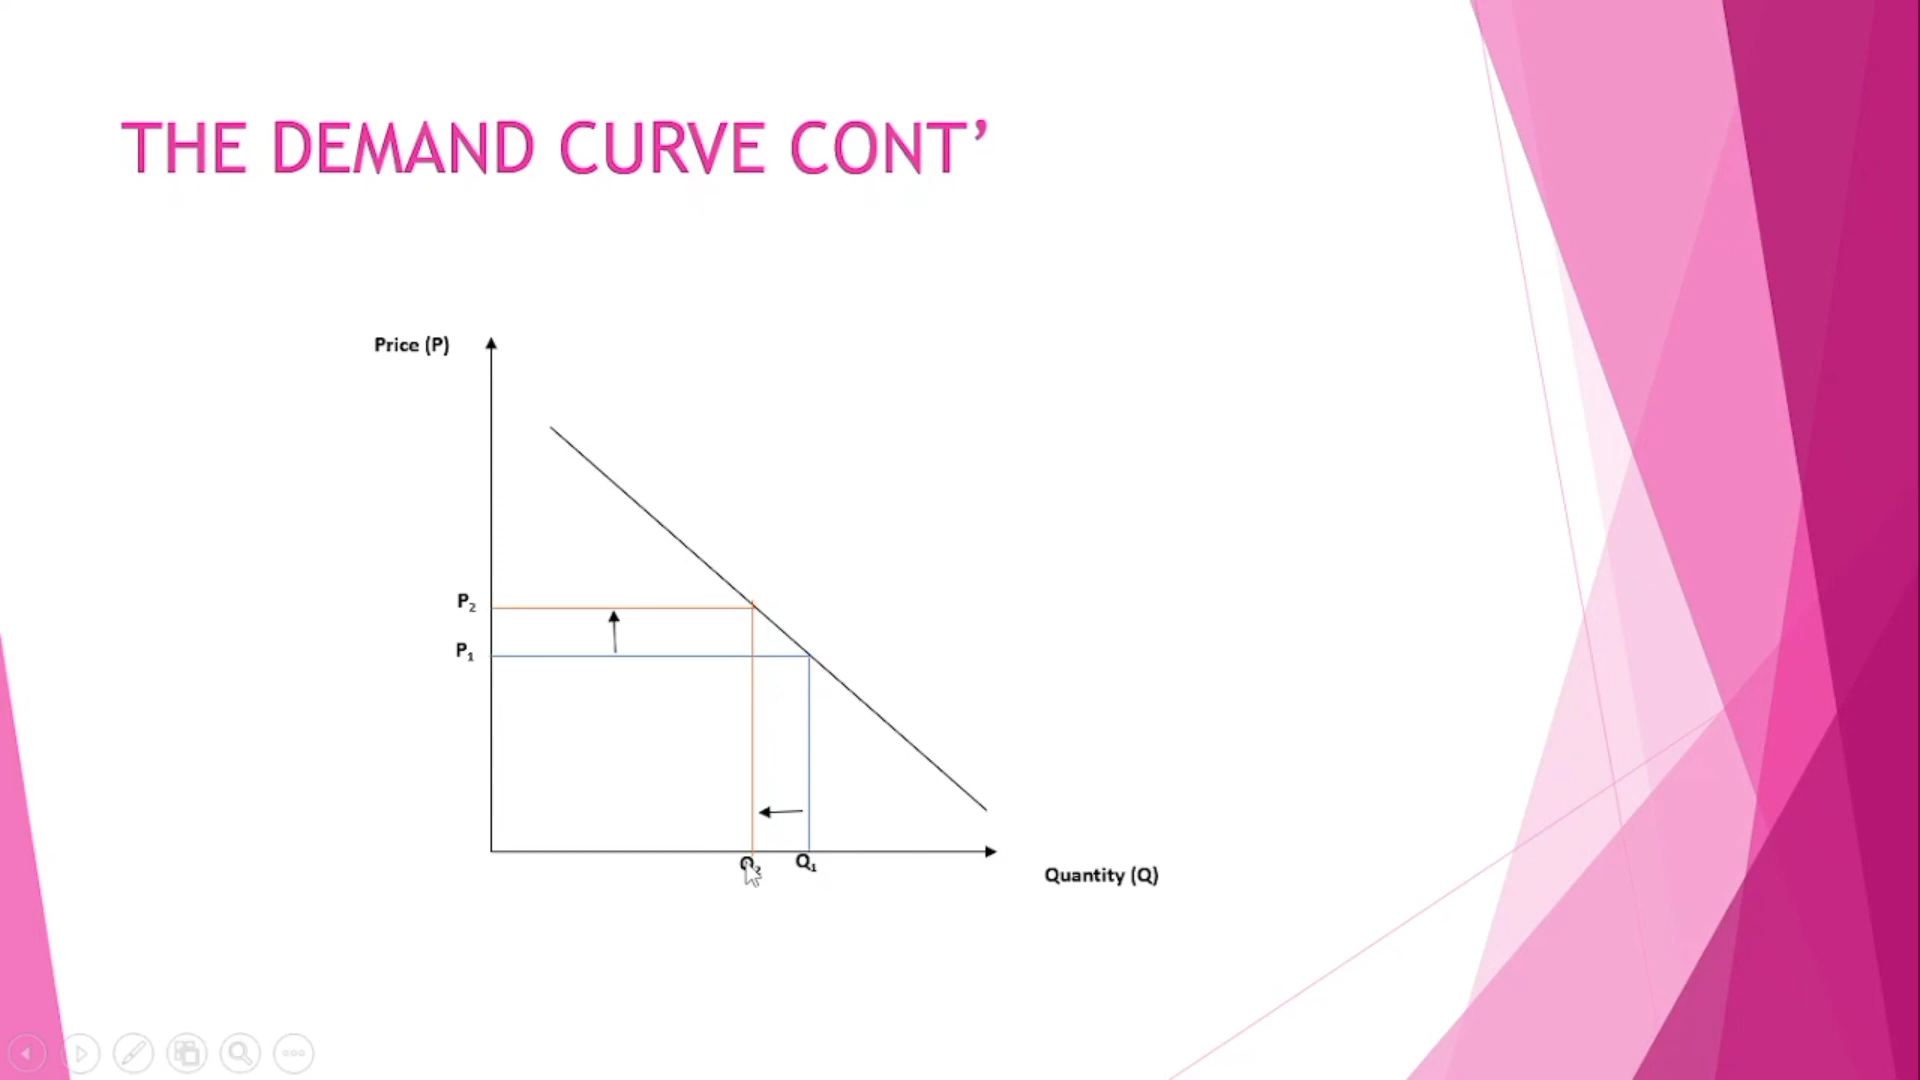 THE DEMAND CURVE CONT’
Price (P)
P₂
P₁
Q₂ Q₁
Quantity (Q)